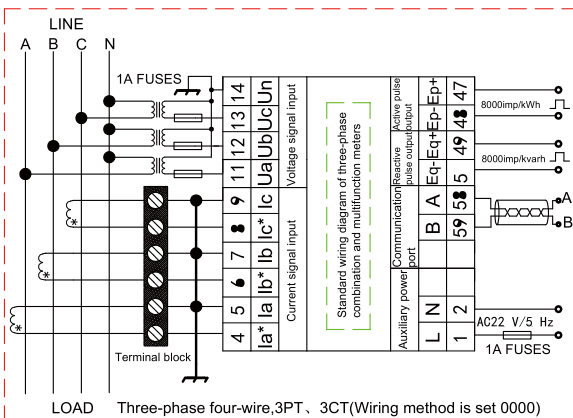 LINE
A B C N
1A FUSES
14 Un
13 Uc
12 Ub
11 Ua
Voltage signal input
9 Ic
8 Ic*
7 Ib
6 Ib*
5 Ia
4 Ia*
Current signal input
Terminal block
Standard wiring diagram of three-phase
combination and multifunction meters
Active pulse
output
Ep+ 47
Ep- 48
8000imp/kWh
Reactive
pulse output
Eq+ 49
Eq- 5
8000imp/kvarh
Communication
port
A 58 A
B 59 B
Auxiliary power
N 2
L 1
AC22 V/5 Hz
1A FUSES
LOAD
Three-phase four-wire,3PT、3CT(Wiring method is set 0000)